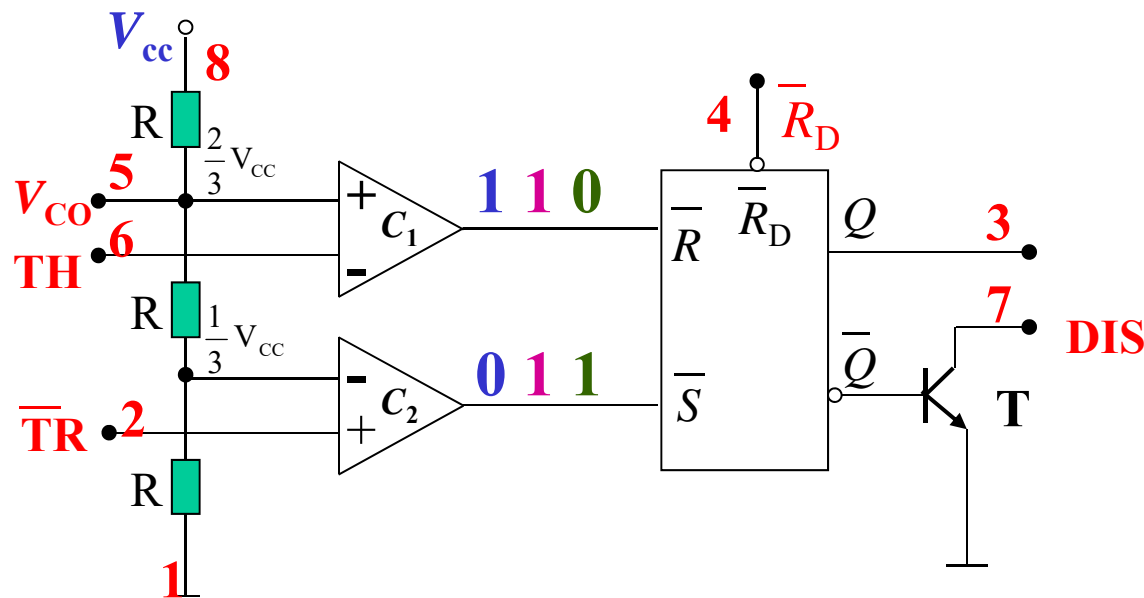 Vcc
8
R
2/3 VCC
4
R̅D
5
VCO
6
TH
+
C1
-
1 1 0
R̅
R̅D
Q
3
R
1/3 VCC
7
DIS
-
C2
+
0 1 1
S̅
Q̅
T
T̅R
2
R
1